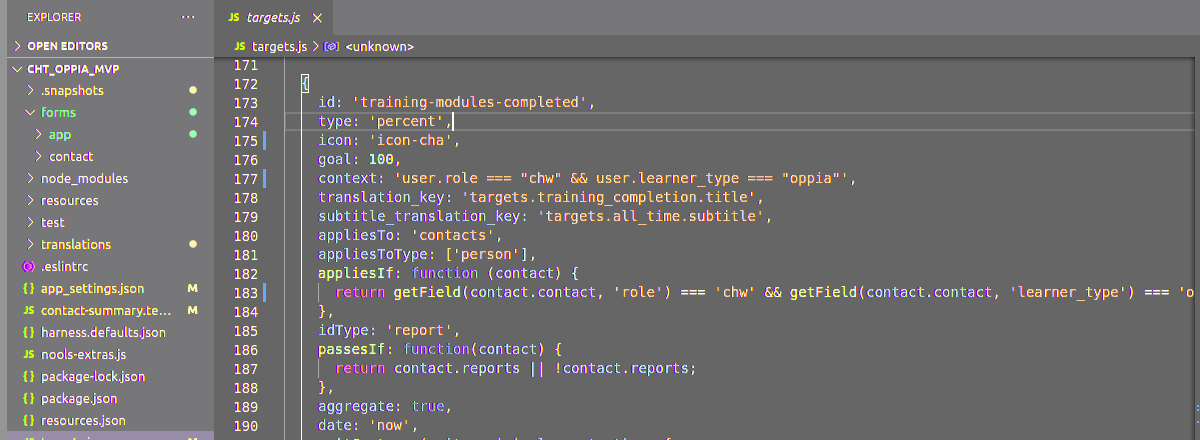 EXPLORER ...
OPEN EDITORS
CHT_OPPIA_MVP
.snapshots
forms
app
contact
node_modules
resources
test
translations
.eslintrc
{} app_settings.json M
JS contact-summary.te... M
{} harness.defaults.json
JS nools-extras.js
{} package-lock.json
{} package.json
{} resources.json
JS targets.js ×
JS targets.js > <unknown>
171
172 {
173 id: 'training-modules-completed',
174 type: 'percent',
175 icon: 'icon-cha',
176 goal: 100,
177 context: 'user.role === "chw" && user.learner_type === "oppia"',
178 translation_key: 'targets.training_completion.title',
179 subtitle_translation_key: 'targets.all_time.subtitle',
180 appliesTo: 'contacts',
181 appliesToType: ['person'],
182 appliesIf: function (contact) {
183 return getField(contact.contact, 'role') === 'chw' && getField(contact.contact, 'learner_type') === 'o
184 },
185 idType: 'report',
186 passesIf: function(contact) {
187 return contact.reports || !contact.reports;
188 },
189 aggregate: true,
190 date: 'now',